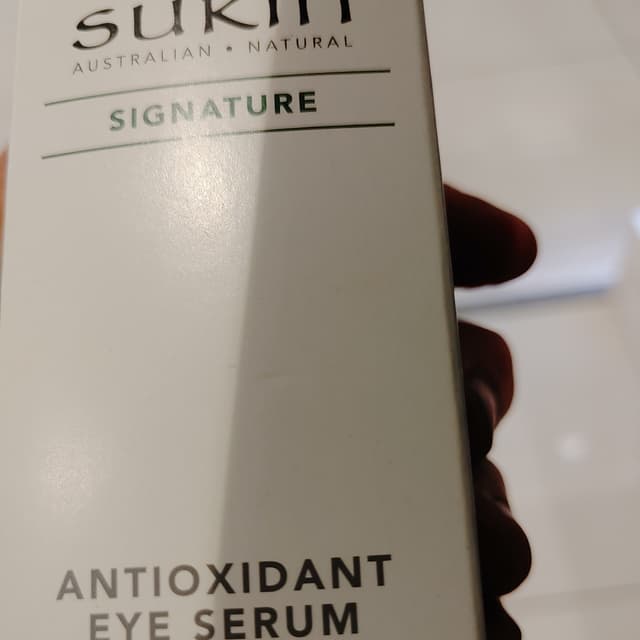 sukin
AUSTRALIAN • NATURAL
SIGNATURE
ANTIOXIDANT
EYE SERUM